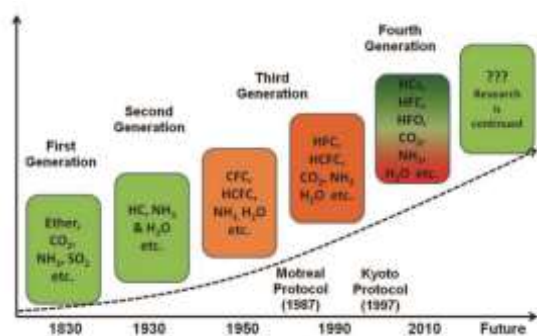 First
Generation
Ether,
CO₂,
NH₃, SO₂
etc.
Second
Generation
HC, NH₃
& H₂O
etc.
Third
Generation
CFC,
HCFC,
NH₃, H₂O
etc.
HFC,
HCFC,
CO₂, NH₃
H₂O etc.
Fourth
Generation
HCs,
HFC,
HFO,
CO₂,
NH₃,
H₂O etc.
???
Research
is
continued
Motreal
Protocol
(1987)
Kyoto
Protocol
(1997)
1830 1930 1950 1990 2010 Future